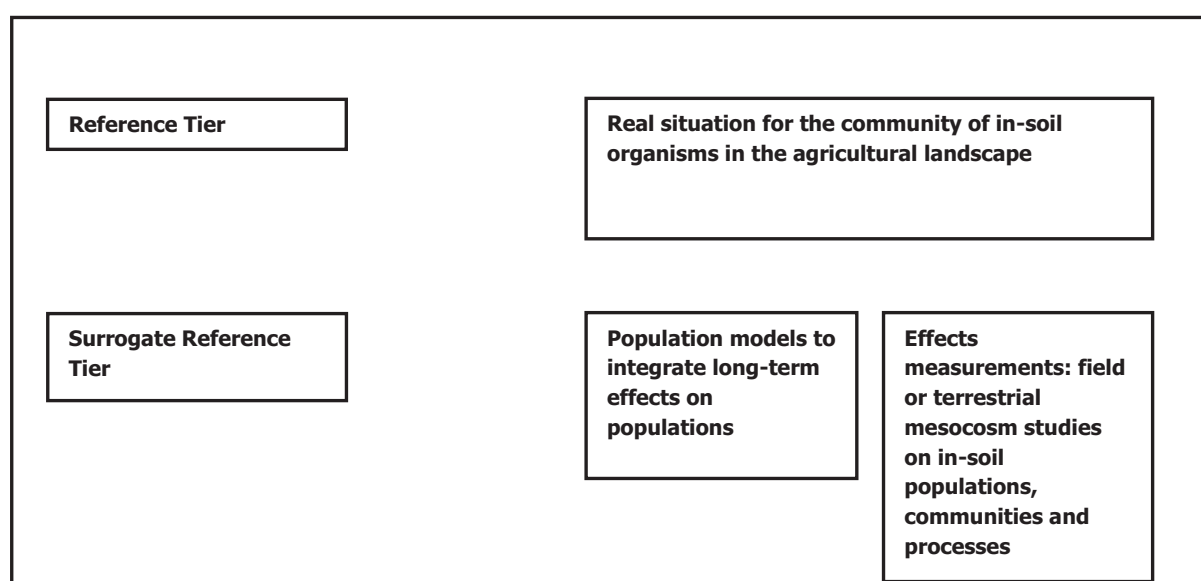 Reference Tier
Real situation for the community of in-soil
organisms in the agricultural landscape
Surrogate Reference
Tier
Population models to
integrate long-term
effects on
populations
Effects
measurements: field
or terrestrial
mesocosm studies
on in-soil
populations,
communities and
processes